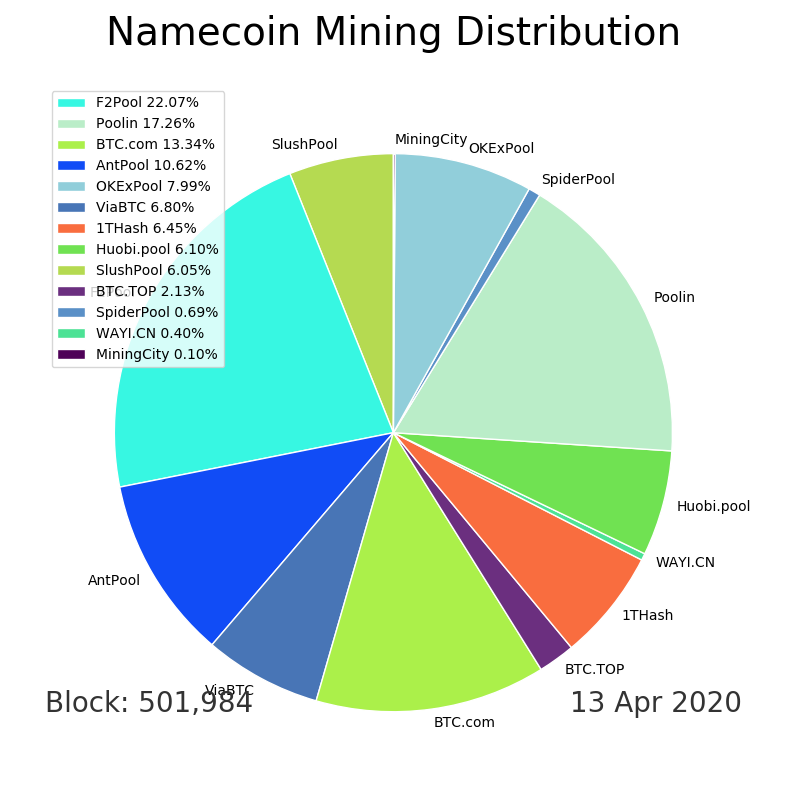 Namecoin Mining Distribution
F2Pool 22.07%
Poolin 17.26%
BTC.com 13.34%
AntPool 10.62%
OKExPool 7.99%
ViaBTC 6.80%
1THash 6.45%
Huobi.pool 6.10%
SlushPool 6.05%
BTC.TOP 2.13%
SpiderPool 0.69%
WAYI.CN 0.40%
MiningCity 0.10%
SlushPool
MiningCity
OKExPool
SpiderPool
Poolin
Huobi.pool
WAYI.CN
1THash
BTC.TOP
BTC.com
ViaBTC
AntPool
Block: 501,984
13 Apr 2020